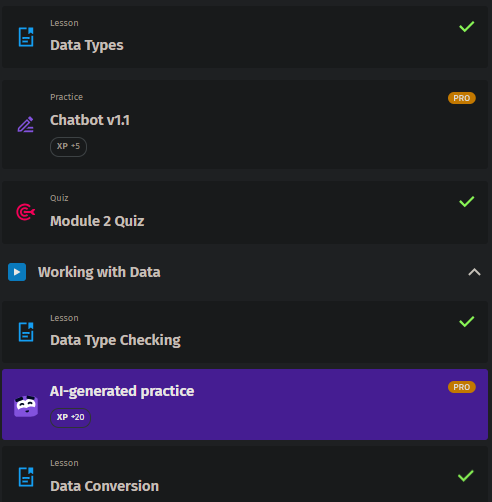 Lesson
Data Types
Practice
PRO
Chatbot v1.1
XP +5
Quiz
Module 2 Quiz
Working with Data
Lesson
Data Type Checking
AI-generated practice
PRO
XP +20
Lesson
Data Conversion